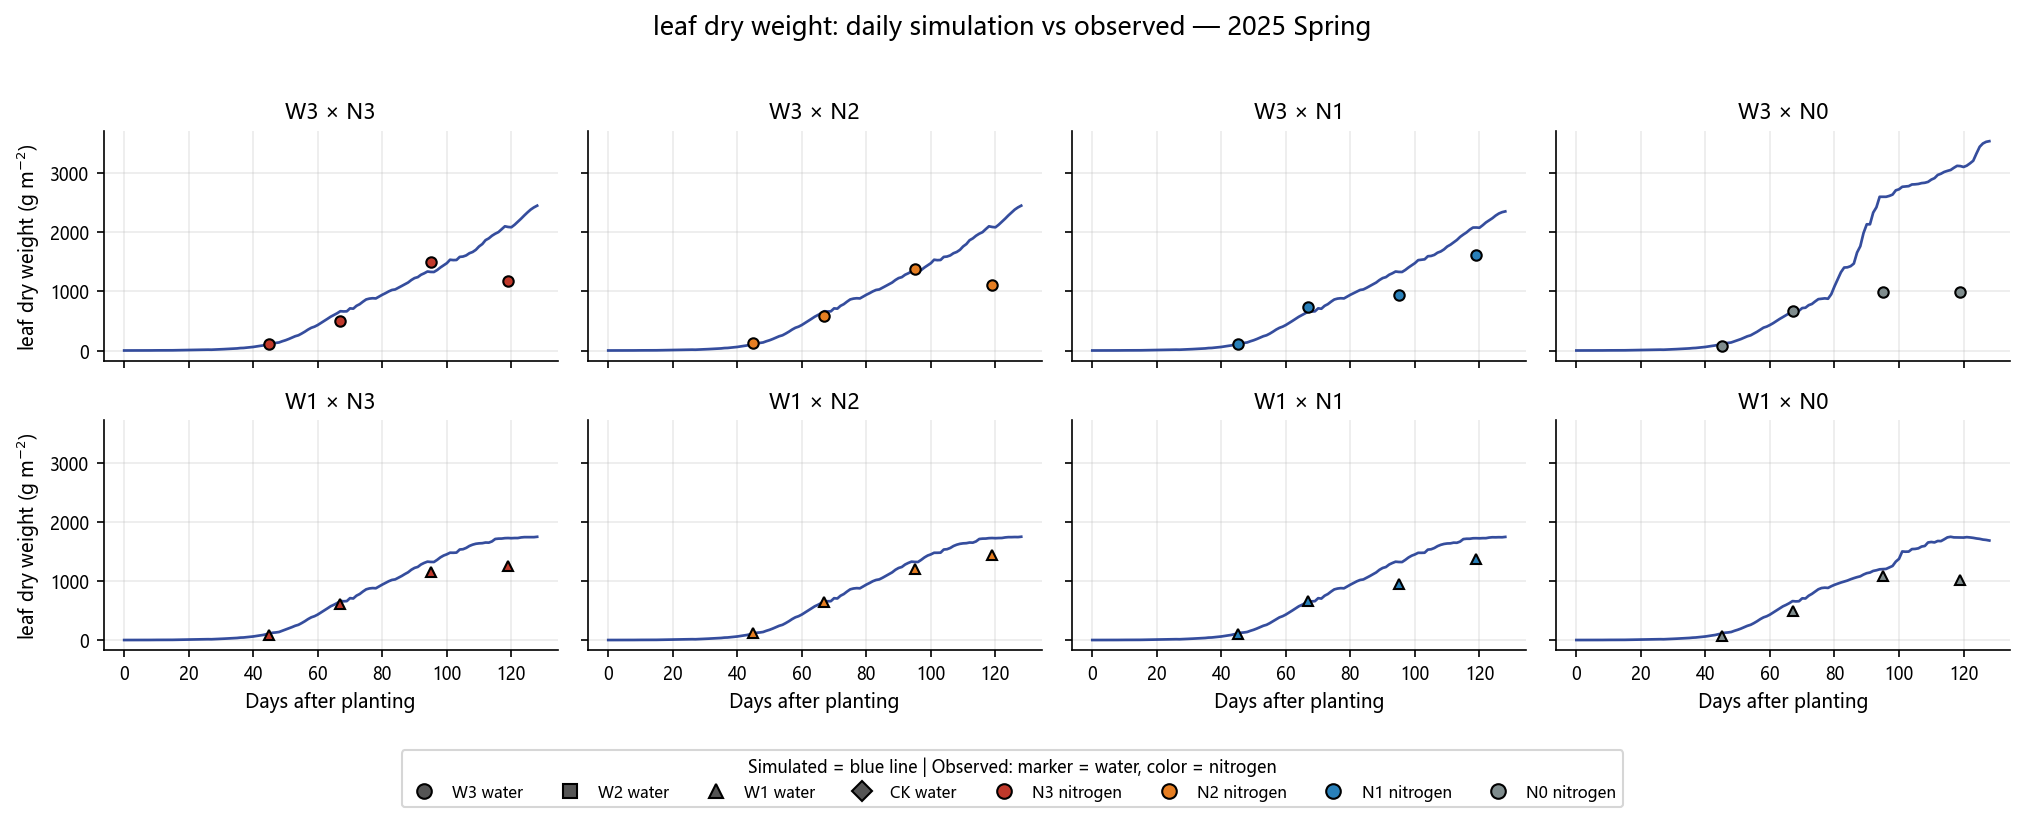 leaf dry weight: daily simulation vs observed — 2025 Spring
W3 × N3
W3 × N2
W3 × N1
W3 × N0
leaf dry weight (g m⁻²)
3000
2000
1000
0
W1 × N3
W1 × N2
W1 × N1
W1 × N0
leaf dry weight (g m⁻²)
3000
2000
1000
0
0 20 40 60 80 100 120
0 20 40 60 80 100 120
0 20 40 60 80 100 120
0 20 40 60 80 100 120
Days after planting
Days after planting
Days after planting
Days after planting
Simulated = blue line | Observed: marker = water, color = nitrogen
W3 water W2 water W1 water CK water N3 nitrogen N2 nitrogen N1 nitrogen N0 nitrogen